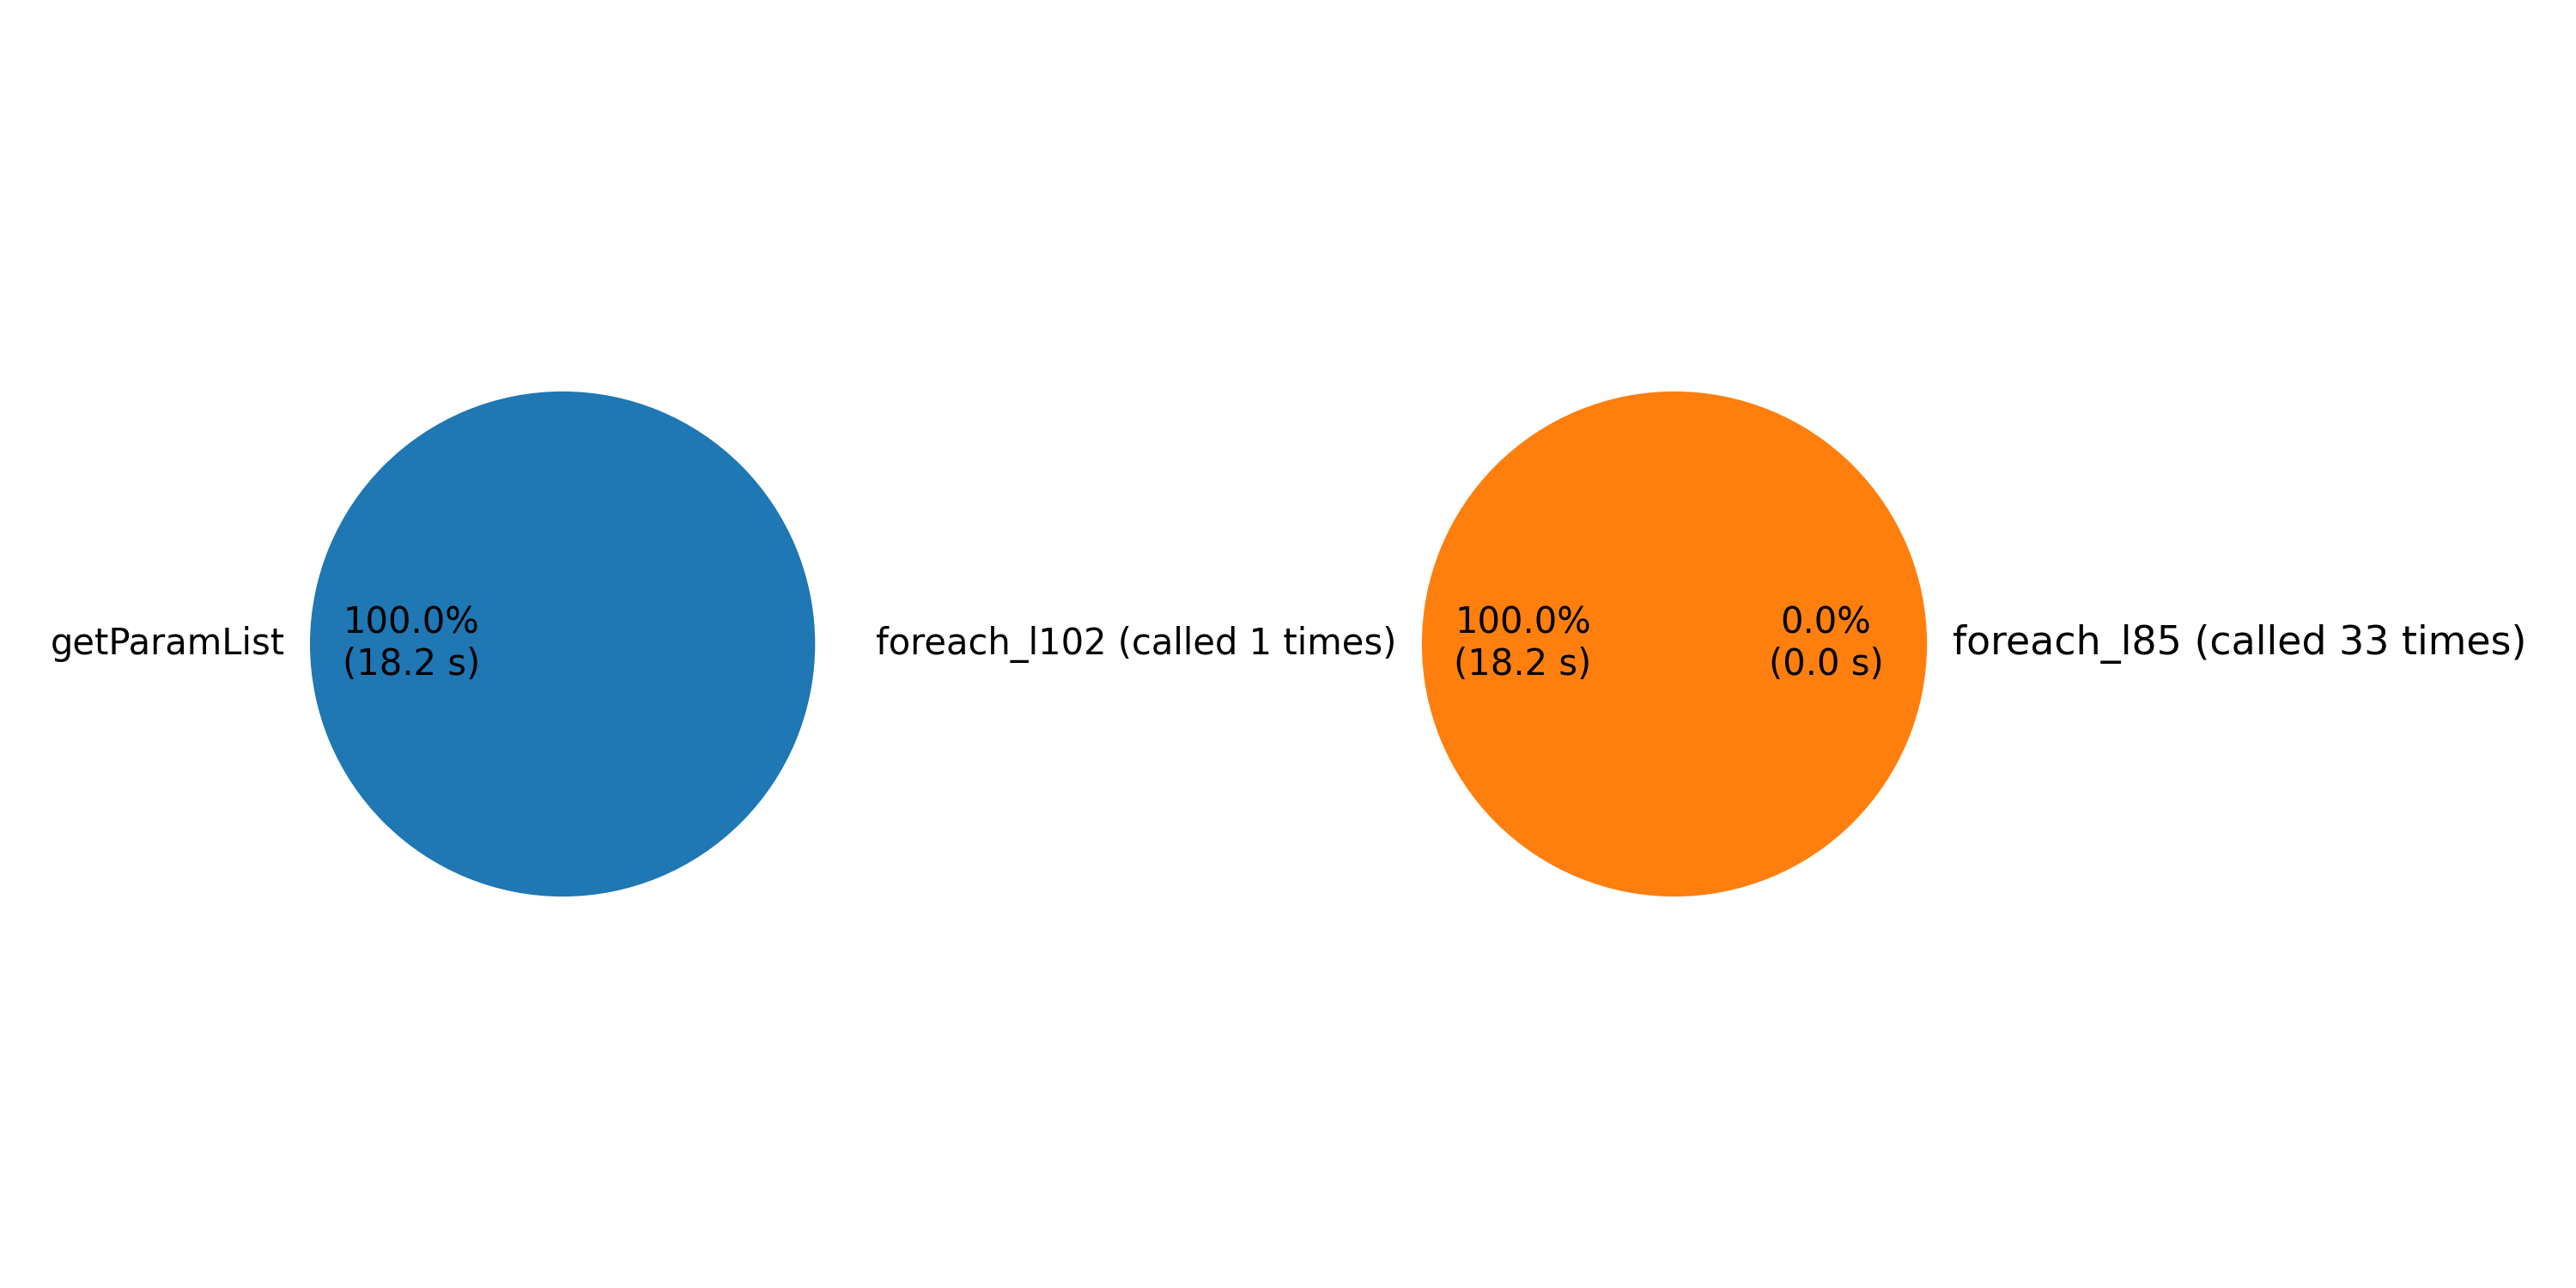 getParamList
100.0%
(18.2 s)
foreach_l102 (called 1 times)
100.0%
(18.2 s)
0.0%
(0.0 s)
foreach_l85 (called 33 times)